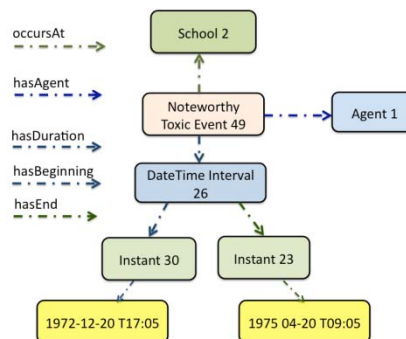 occursAt
School 2
hasAgent
Noteworthy
Toxic Event 49
Agent 1
hasDuration
hasBeginning
DateTime Interval
26
hasEnd
Instant 30
Instant 23
1972-12-20 T17:05
1975 04-20 T09:05